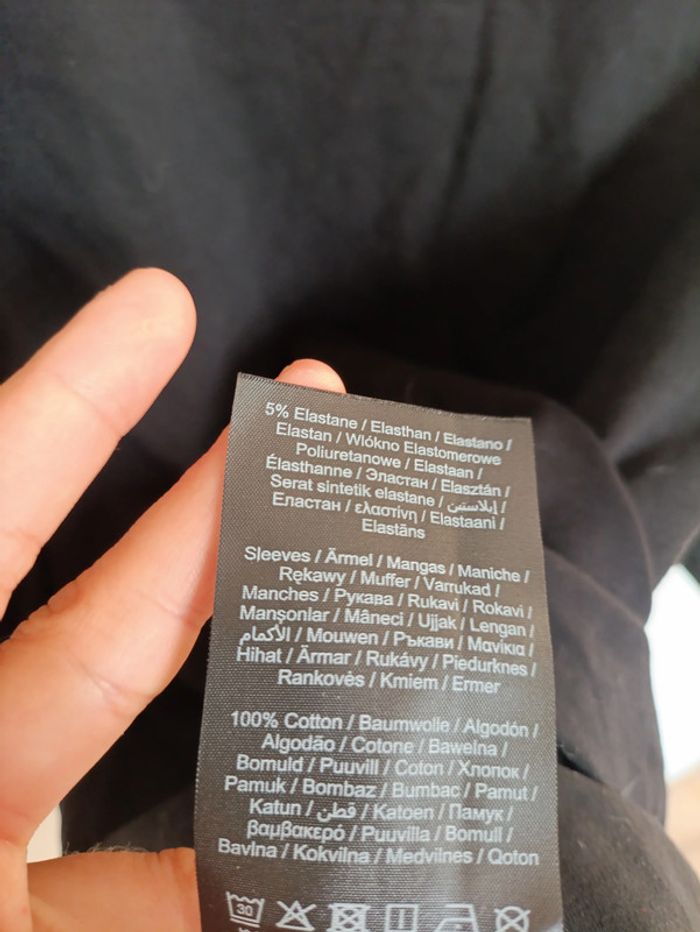 5% Elastane / Elasthan / Elastano /
Elastan / Wlókno Elastomerowe
Poliuretanowe / Elastaan /
Élasthanne / Эластан / Elasztán /
Serat sintetik elastane / إيلاستين /
Еластан / ελαστίνη / Elastaani /
Elastāns
Sleeves / Ärmel / Mangas / Maniche /
Rękawy / Muffer / Varrukad /
Manches / Рукава / Rukavi / Rokavi /
Manşonlar / Mâneci / Ujjak / Lengan /
الأكمام / Mouwen / Ръкави / Μανίκια /
Hihat / Ärmar / Rukávy / Piedurknes /
Rankovės / Kmiem / Ermer
100% Cotton / Baumwolle / Algodón /
Algodão / Cotone / Bawełna /
Bomuld / Puuvill / Coton / Хлопок /
Pamuk / Bombaz / Bumbac / Pamut /
Katun / قطن / Katoen / Памук /
βαμβακερό / Puuvilla / Bomull /
Bavlna / Kokvilna / Medvilnes / Qoton
30